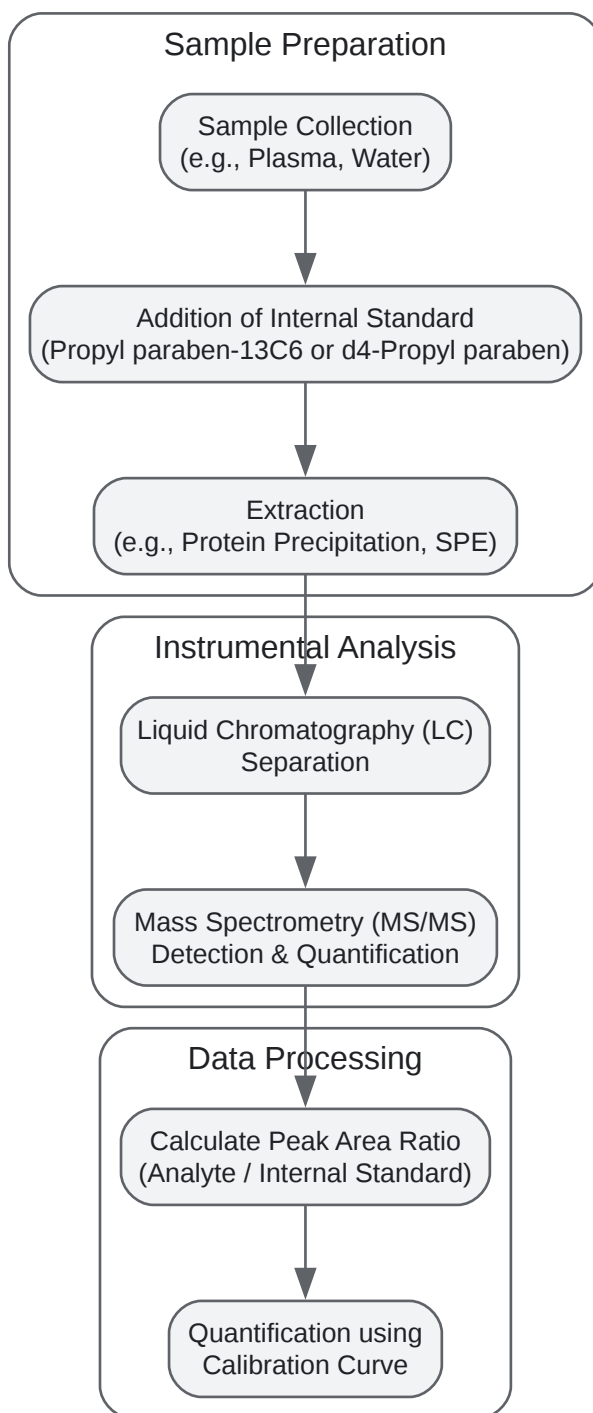 Sample Preparation
Sample Collection
(e.g., Plasma, Water)
Addition of Internal Standard
(Propyl paraben-13C6 or d4-Propyl paraben)
Extraction
(e.g., Protein Precipitation, SPE)
Instrumental Analysis
Liquid Chromatography (LC)
Separation
Mass Spectrometry (MS/MS)
Detection & Quantification
Data Processing
Calculate Peak Area Ratio
(Analyte / Internal Standard)
Quantification using
Calibration Curve